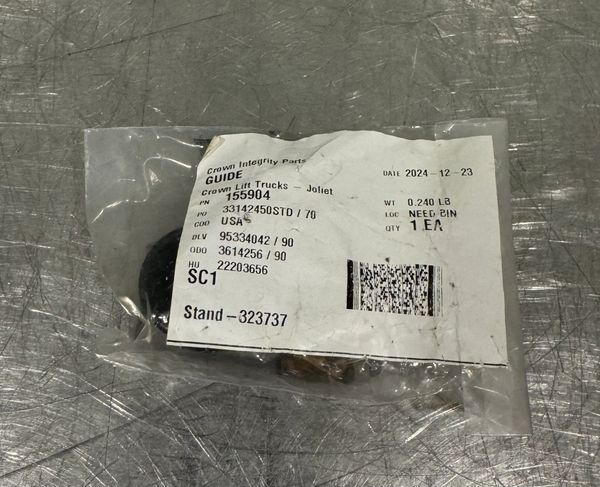 Crown Integrity Parts
GUIDE DATE 2024-12-23
Crown Lift Trucks - Joliet
PN 155904 WT 0.240 LB
PO 33142450STD / 70 LOC NEED BIN
COO USA QTY 1 EA
DLV 95334042 / 90
ODO 3614256 / 90
HU 22203656
SC1
Stand-323737